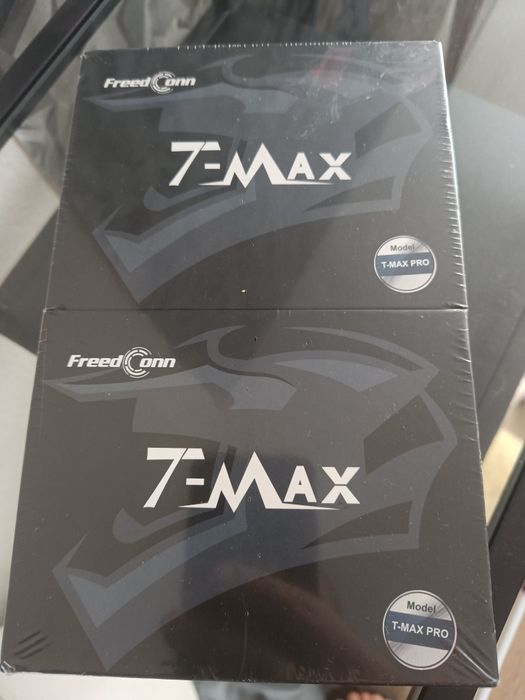 FreedConn
T-MAX
Model
T-MAX PRO
FreedConn
T-MAX
Model
T-MAX PRO